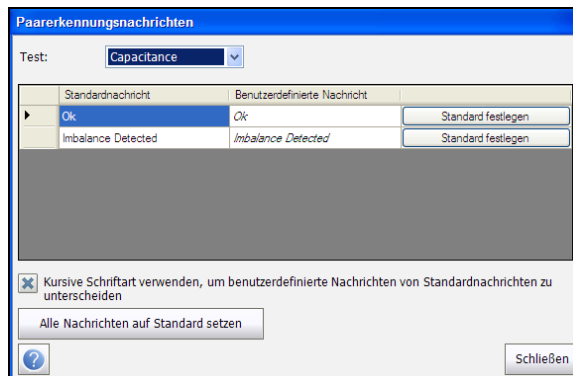 Paarerkennungsnachrichten
Test: Capacitance
Standardnachricht Benutzerdefinierte Nachricht
Ok Ok Standard festlegen
Imbalance Detected Imbalance Detected Standard festlegen
Kursive Schriftart verwenden, um benutzerdefinierte Nachrichten von Standardnachrichten zu
unterscheiden
Alle Nachrichten auf Standard setzen
? Schließen